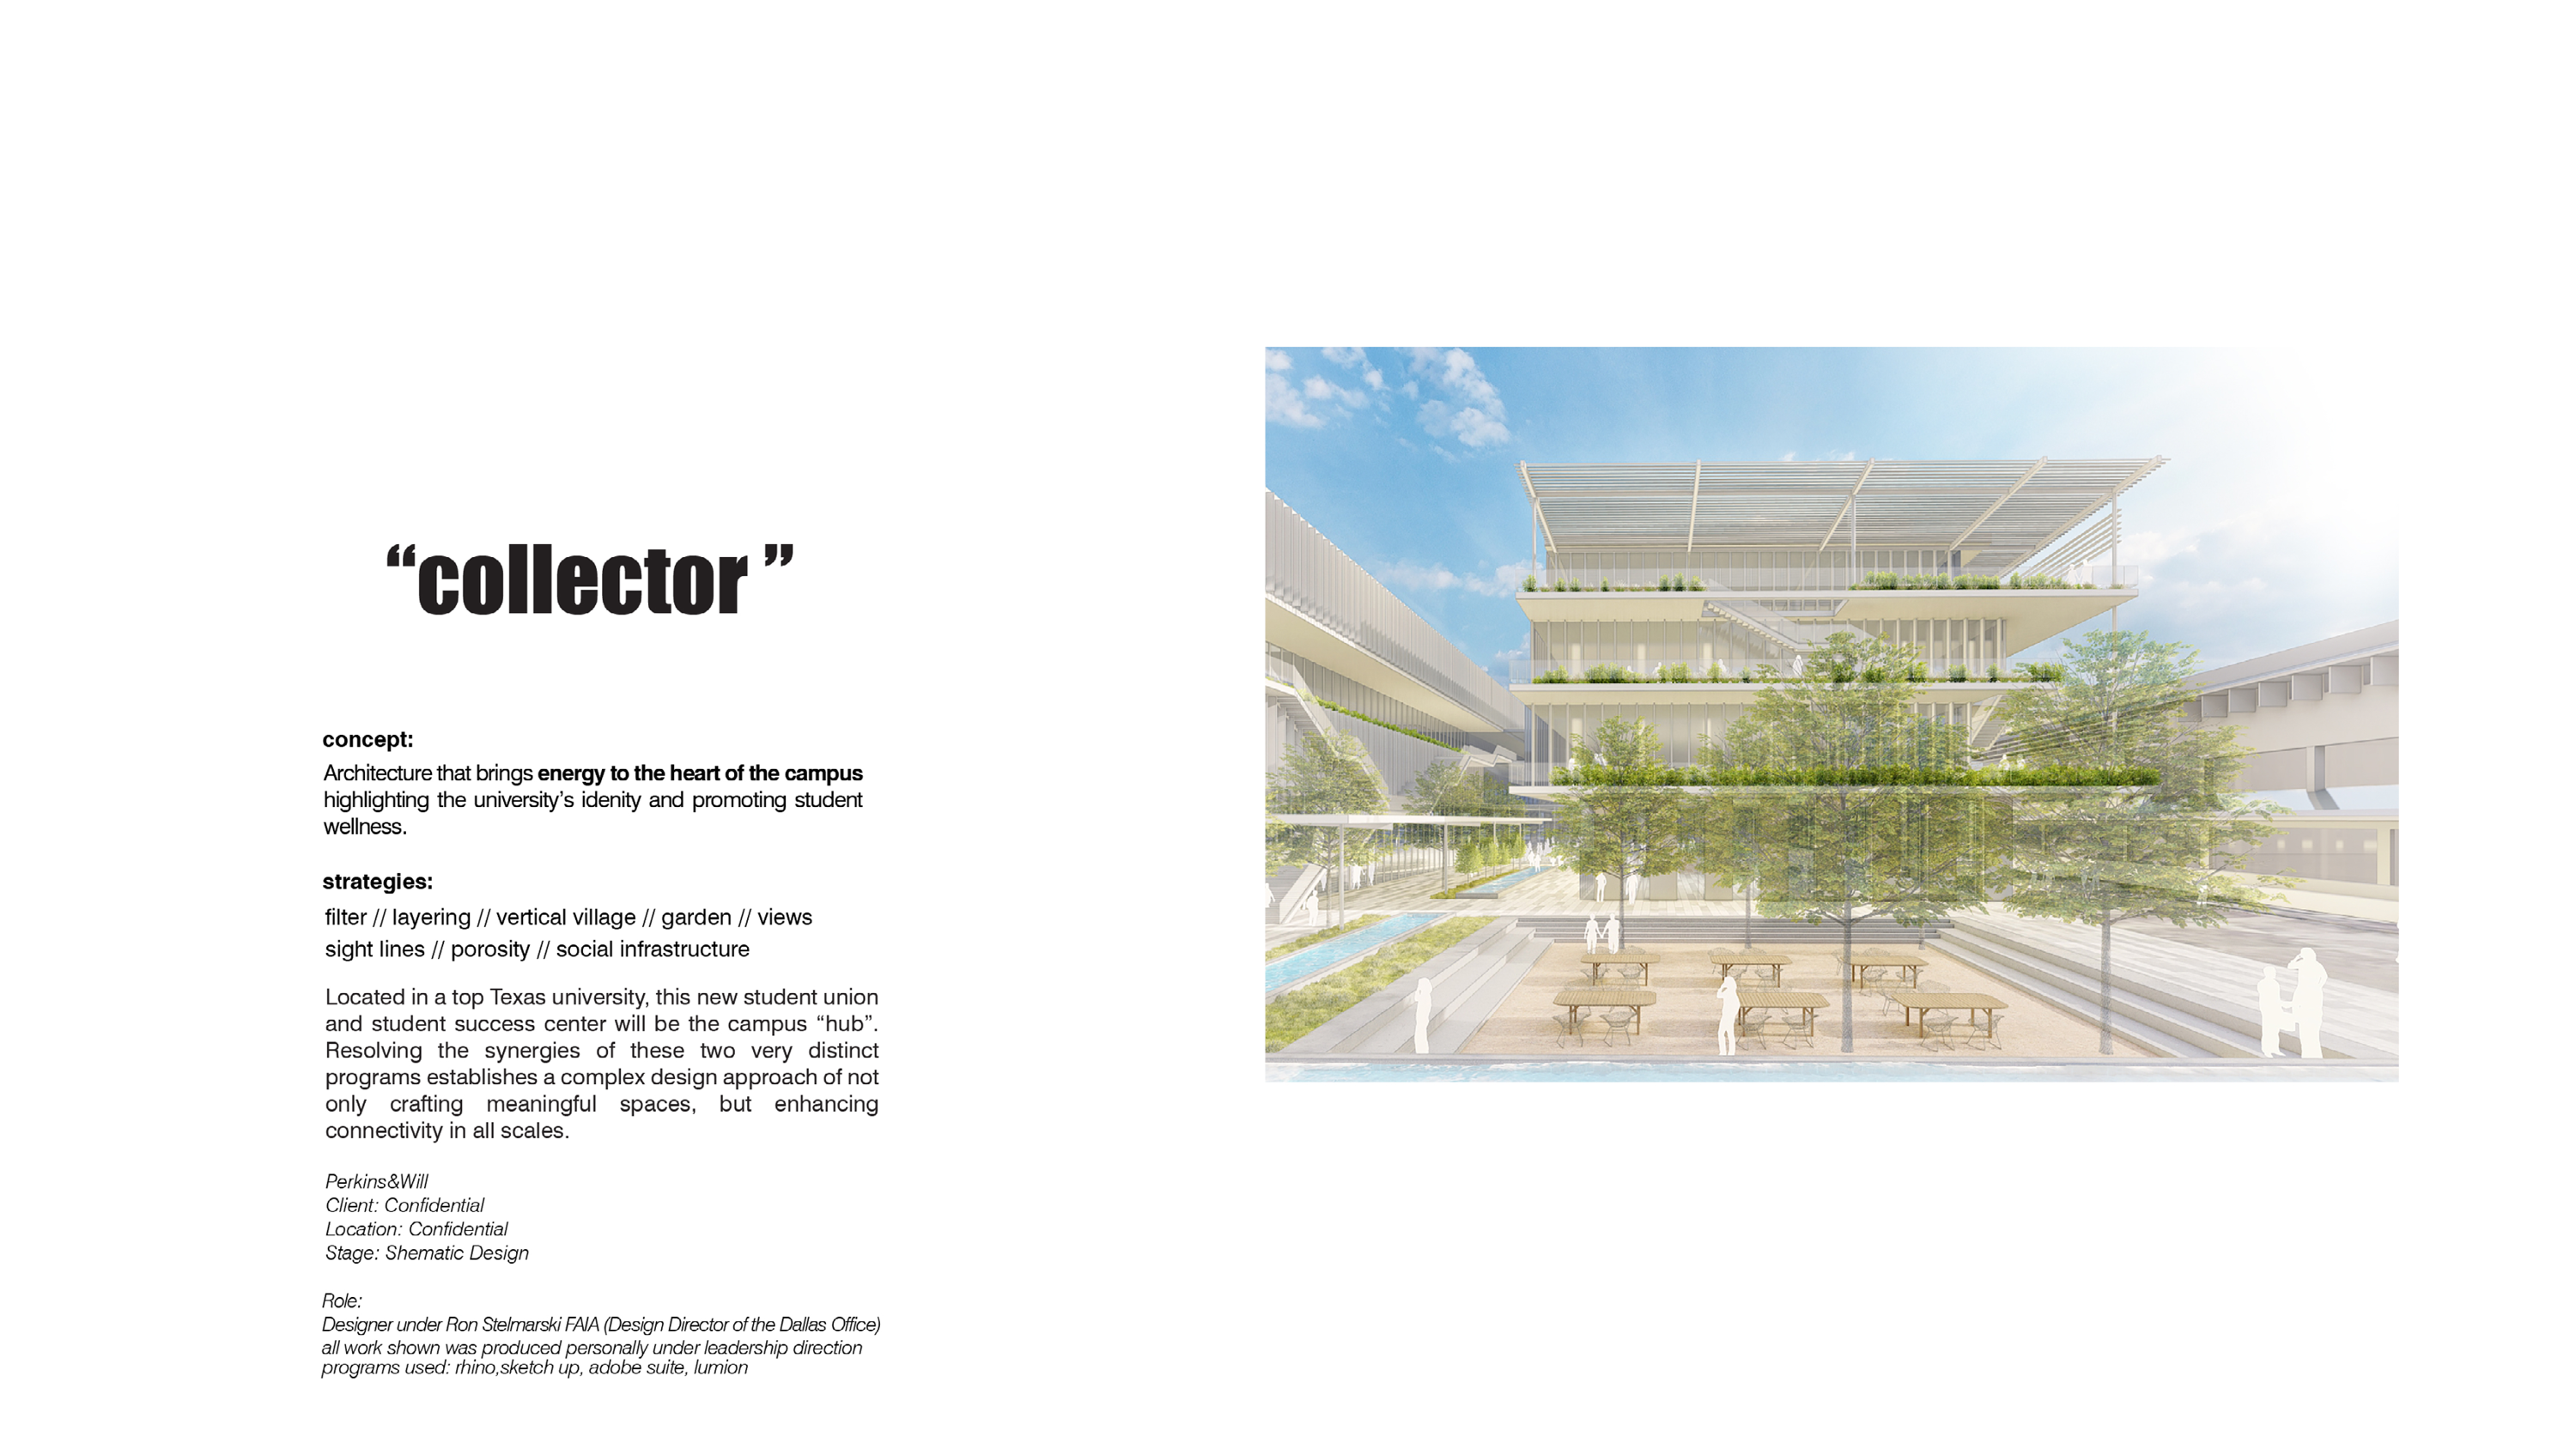 “collector ”
concept:
Architecture that brings energy to the heart of the campus
highlighting the university’s idenity and promoting student
wellness.
strategies:
filter // layering // vertical village // garden // views
sight lines // porosity // social infrastructure
Located in a top Texas university, this new student union
and student success center will be the campus “hub”.
Resolving the synergies of these two very distinct
programs establishes a complex design approach of not
only crafting meaningful spaces, but enhancing
connectivity in all scales.
Perkins&Will
Client: Confidential
Location: Confidential
Stage: Shematic Design
Role:
Designer under Ron Stelmarski FAIA (Design Director of the Dallas Office)
all work shown was produced personally under leadership direction
programs used: rhino,sketch up, adobe suite, lumion